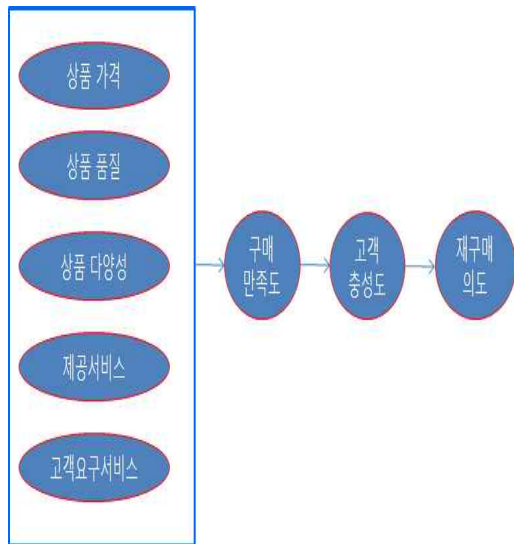 상품 가격
상품 품질
상품 다양성
제공서비스
고객요구서비스
구매
만족도
고객
충성도
재구매
의도